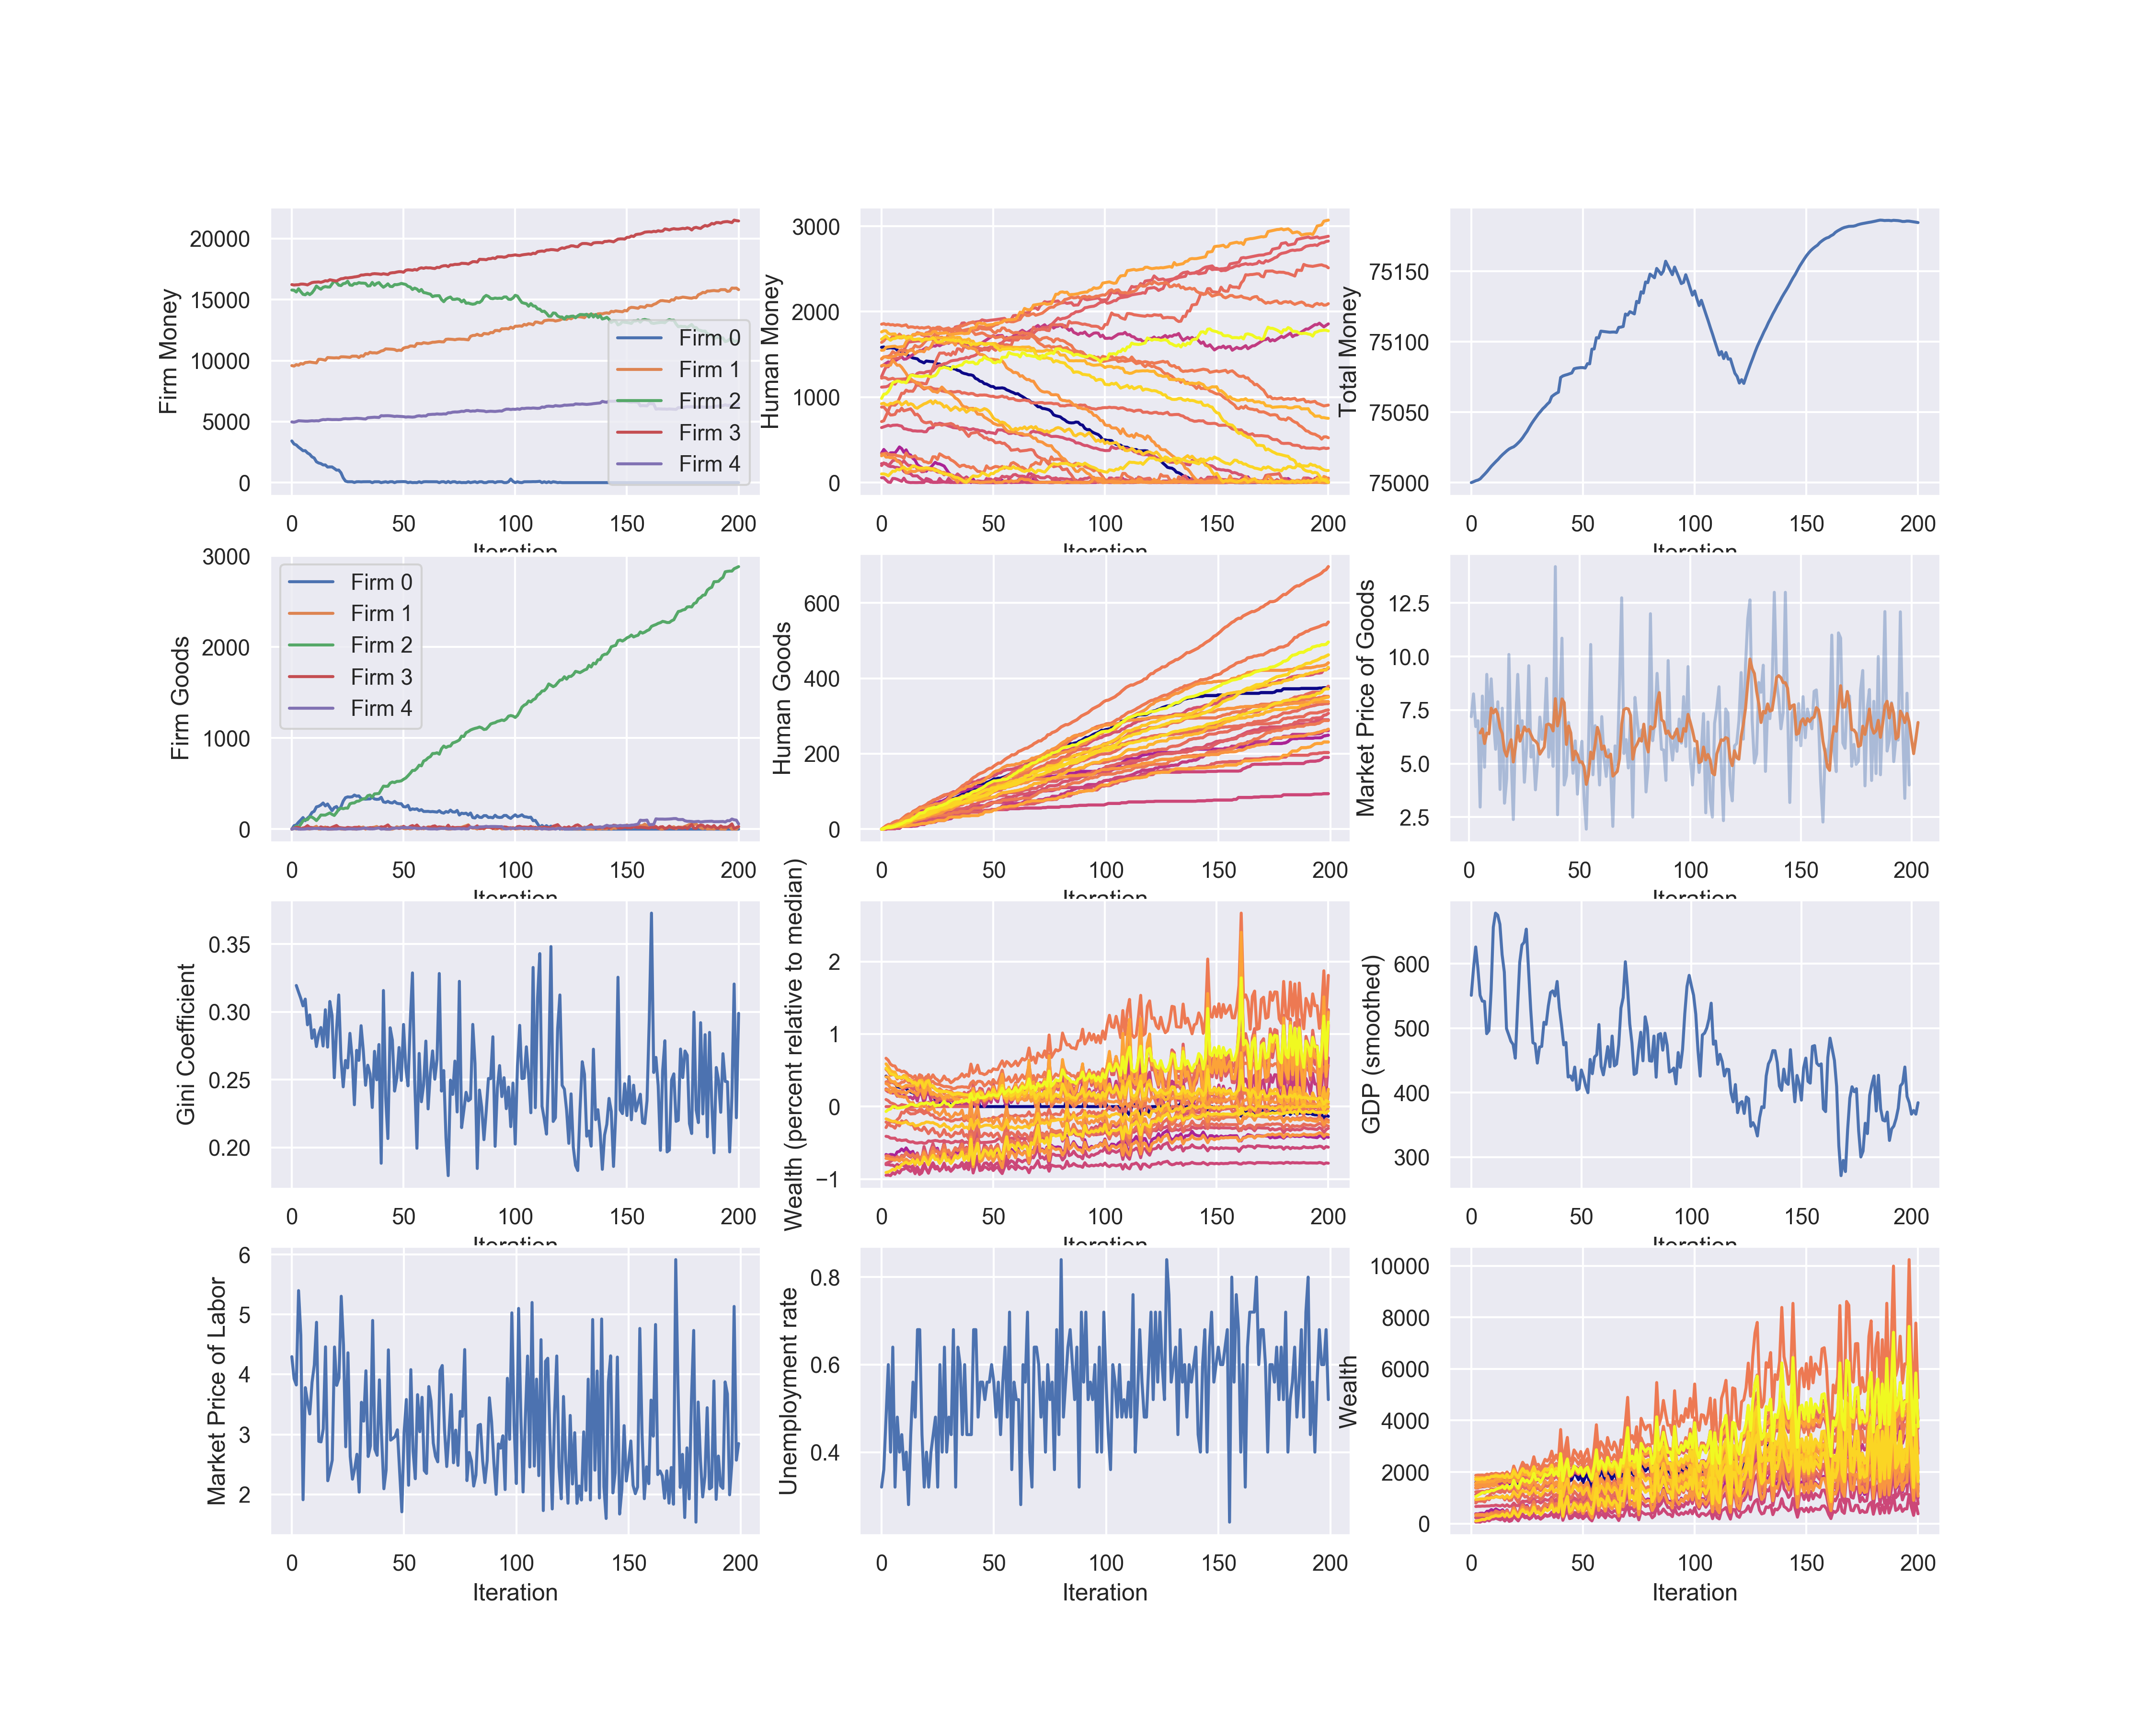 Firm Money
20000
15000
10000
5000
0
0 50 100 150 200
Iteration
Firm 0
Firm 1
Firm 2
Firm 3
Firm 4
Human Money
3000
2000
1000
0
0 50 100 150 200
Iteration
Total Money
75150
75100
75050
75000
0 50 100 150 200
Iteration
Firm Goods
3000
2000
1000
0
0 50 100 150 200
Iteration
Firm 0
Firm 1
Firm 2
Firm 3
Firm 4
Human Goods
600
400
200
0
0 50 100 150 200
Iteration
Market Price of Goods
12.5
10.0
7.5
5.0
2.5
0 50 100 150 200
Iteration
Gini Coefficient
0.35
0.30
0.25
0.20
0 50 100 150 200
Iteration
Wealth (percent relative to median)
2
1
0
−1
0 50 100 150 200
Iteration
GDP (smoothed)
600
500
400
300
0 50 100 150 200
Iteration
Market Price of Labor
6
5
4
3
2
0 50 100 150 200
Iteration
Unemployment rate
0.8
0.6
0.4
0 50 100 150 200
Iteration
Wealth
10000
8000
6000
4000
2000
0
0 50 100 150 200
Iteration